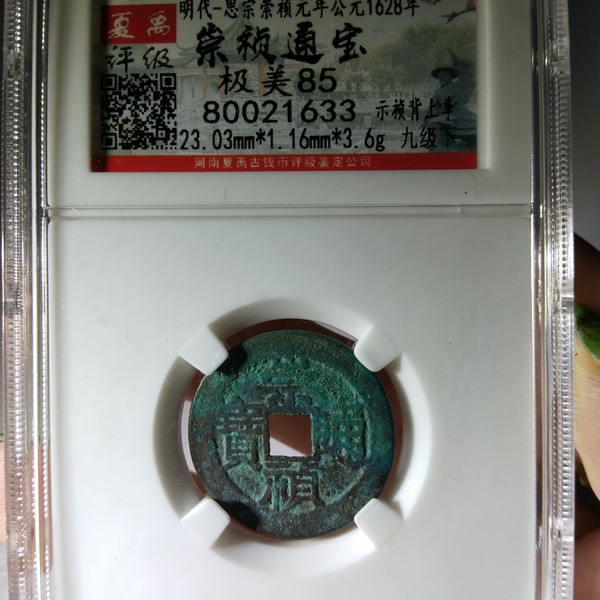 明代-思宗崇祯元年公元1628年
夏禹
评级
崇祯通宝
极美85
80021633 示祯背上单
23.03mm*1.16mm*3.6g 九级下
河南夏禹古钱币评级鉴定公司
崇禎通寶